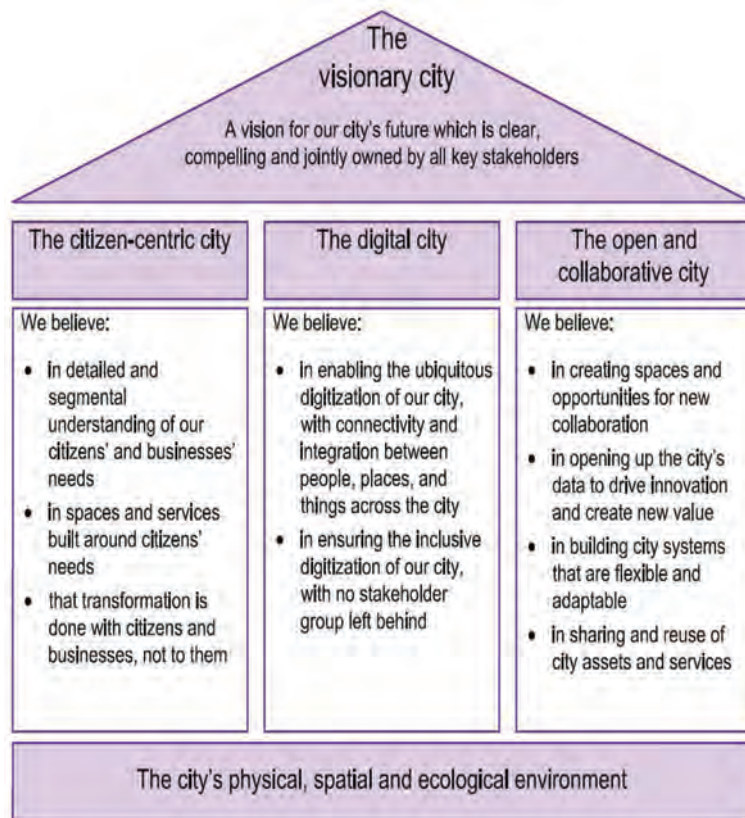 The
visionary city
A vision for our city's future which is clear,
compelling and jointly owned by all key stakeholders
The citizen-centric city
We believe:
• in detailed and
segmental
understanding of our
citizens' and businesses'
needs
• in spaces and services
built around citizens'
needs
• that transformation is
done with citizens and
businesses, not to them
The digital city
We believe:
• in enabling the ubiquitous
digitization of our city,
with connectivity and
integration between
people, places, and
things across the city
• in ensuring the inclusive
digitization of our city,
with no stakeholder
group left behind
The open and
collaborative city
We believe:
• in creating spaces and
opportunities for new
collaboration
• in opening up the city's
data to drive innovation
and create new value
• in building city systems
that are flexible and
adaptable
• in sharing and reuse of
city assets and services
The city's physical, spatial and ecological environment